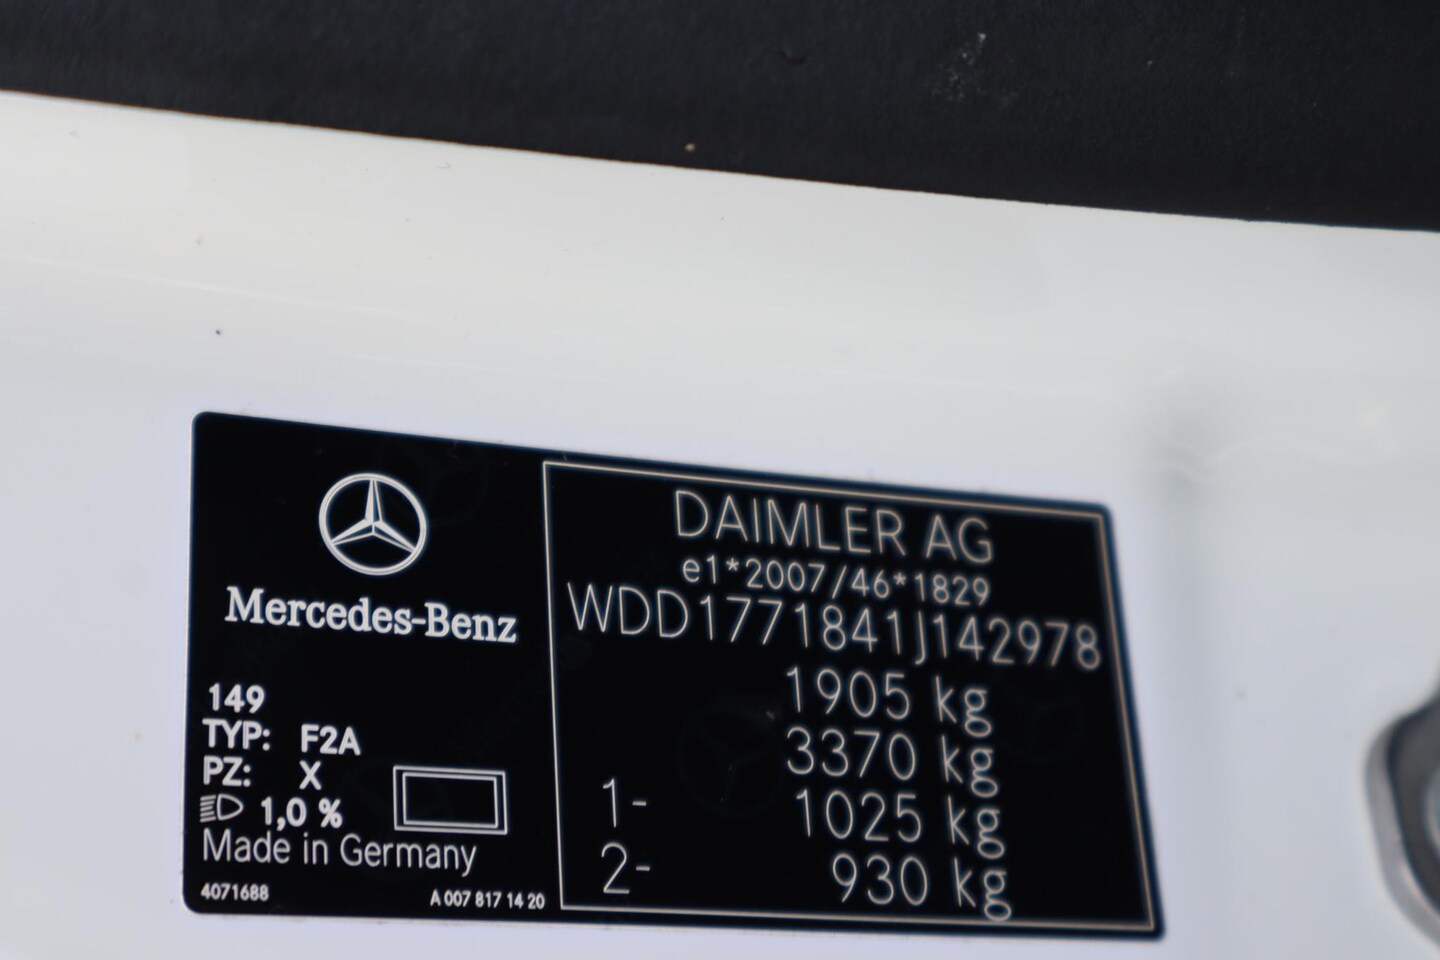 Mercedes-Benz
149
TYP: F2A
PZ: X
1,0 %
Made in Germany
4071688
A 007 817 14 20
DAIMLER AG
e1*2007/46*1829
WDD1771841J142978
1905 kg
3370 kg
1- 1025 kg
2- 930 kg